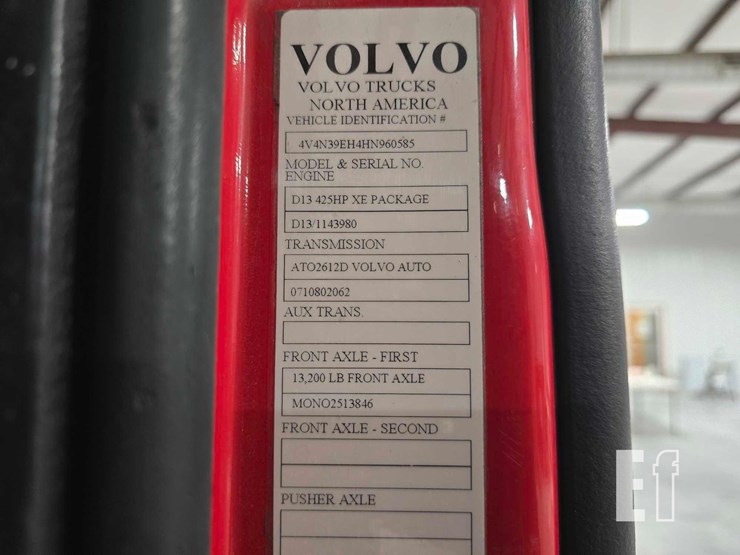 VOLVO
VOLVO TRUCKS
NORTH AMERICA
VEHICLE IDENTIFICATION #
4V4N39EH4HN960585
MODEL & SERIAL NO.
ENGINE
D13 425HP XE PACKAGE
D13/1143980
TRANSMISSION
ATO2612D VOLVO AUTO
0710802062
AUX TRANS.
FRONT AXLE - FIRST
13,200 LB FRONT AXLE
MONO2513846
FRONT AXLE - SECOND
PUSHER AXLE
Ef